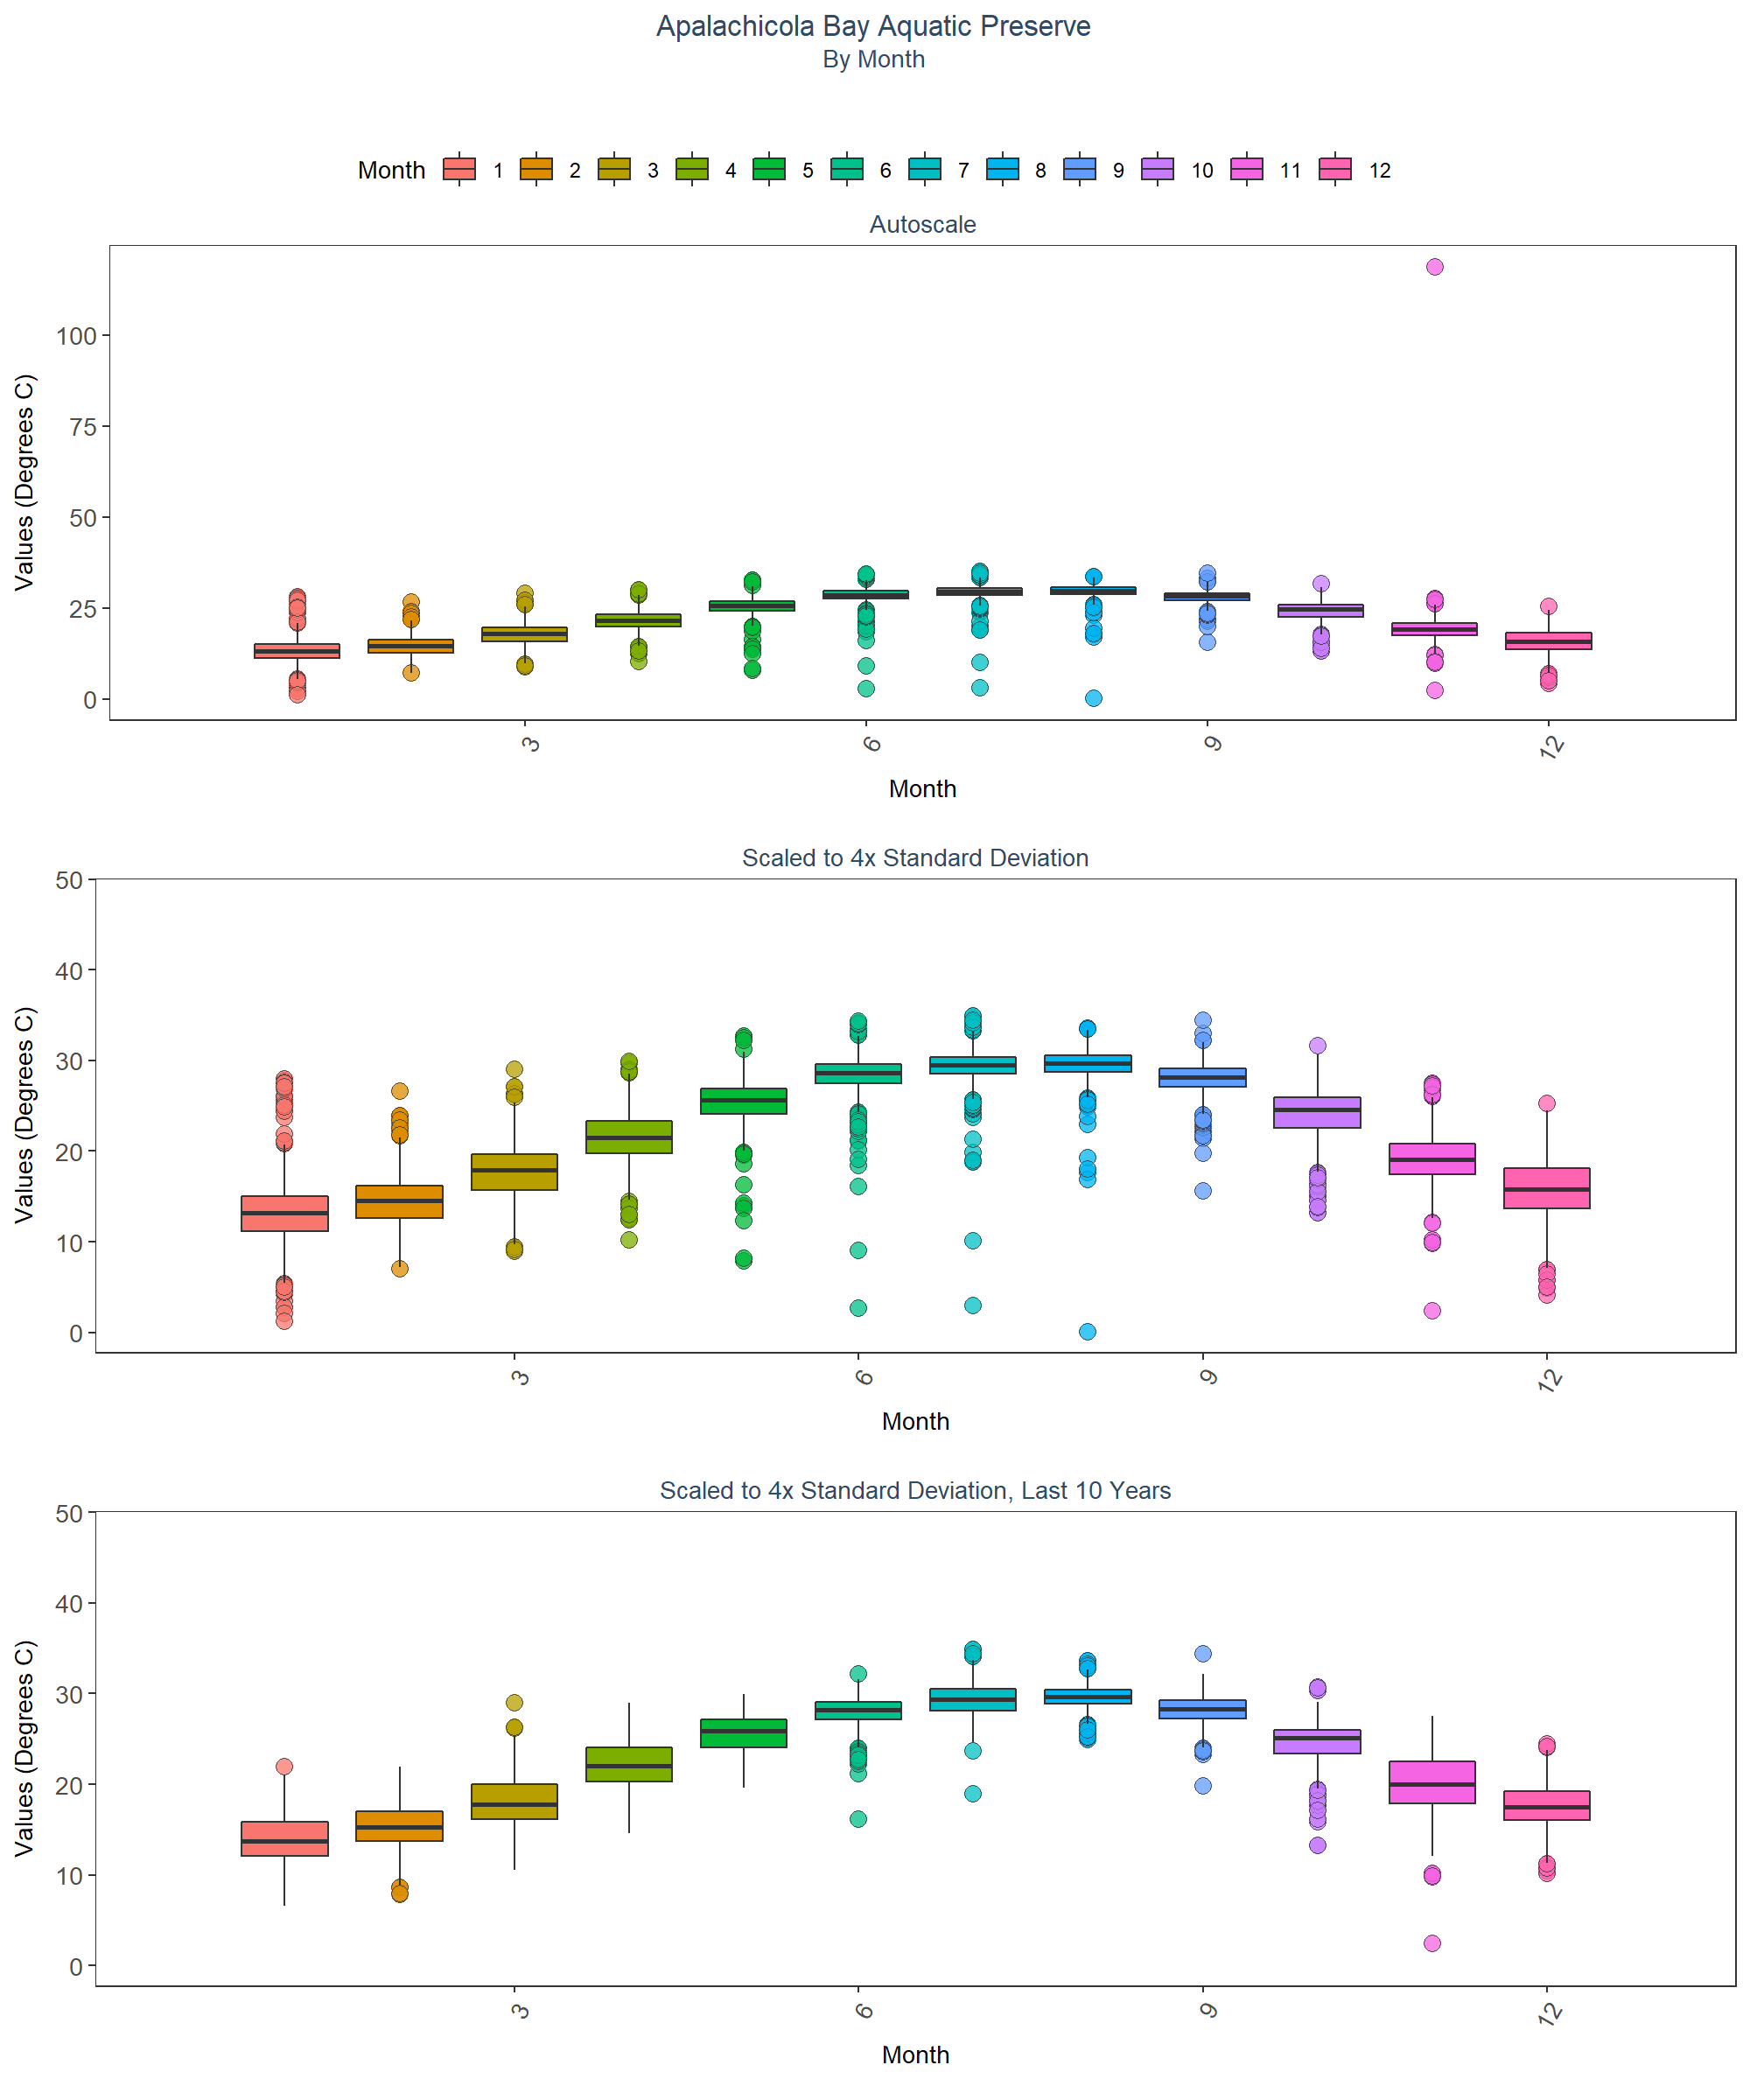 Apalachicola Bay Aquatic Preserve
By Month
Month 1 2 3 4 5 6 7 8 9 10 11 12
Autoscale
Values (Degrees C)
100
75
50
25
0
3 6 9 12
Month
Scaled to 4x Standard Deviation
Values (Degrees C)
50
40
30
20
10
0
3 6 9 12
Month
Scaled to 4x Standard Deviation, Last 10 Years
Values (Degrees C)
50
40
30
20
10
0
3 6 9 12
Month